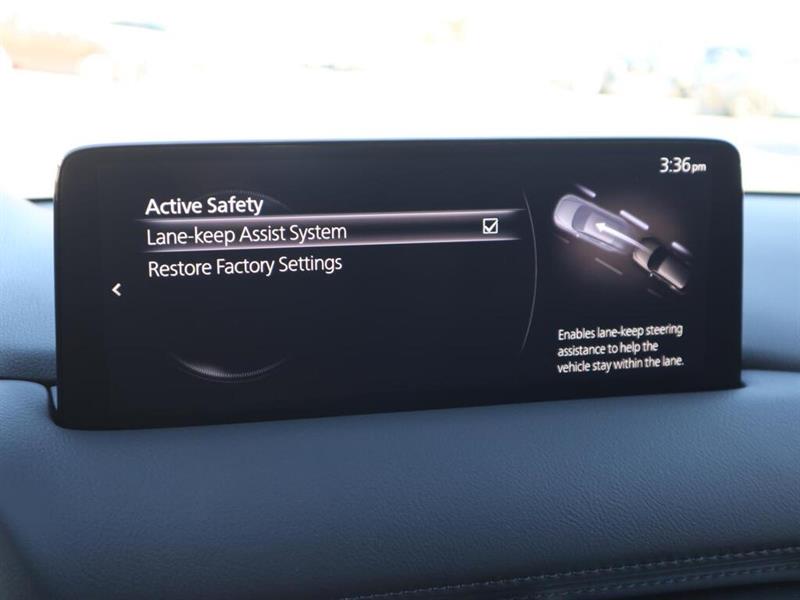 3:36pm
Active Safety
Lane-keep Assist System
Restore Factory Settings
Enables lane-keep steering
assistance to help the
vehicle stay within the lane.